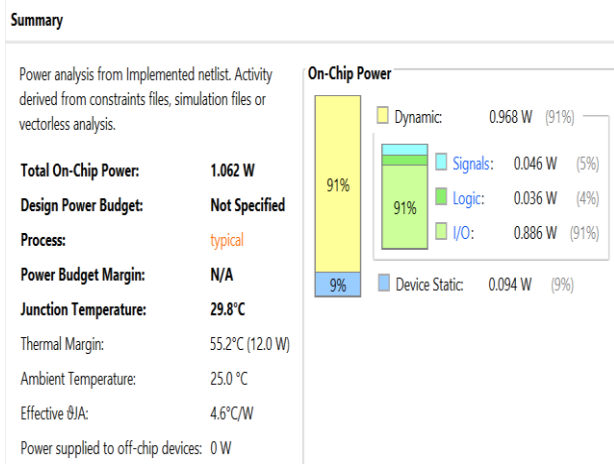 Summary
Power analysis from Implemented netlist. Activity
derived from constraints files, simulation files or
vectorless analysis.
Total On-Chip Power: 1.062 W
Design Power Budget: Not Specified
Process: typical
Power Budget Margin: N/A
Junction Temperature: 29.8°C
Thermal Margin: 55.2°C (12.0 W)
Ambient Temperature: 25.0 °C
Effective ϑJA: 4.6°C/W
Power supplied to off-chip devices: 0 W
On-Chip Power
91%
9%
Dynamic: 0.968 W (91%)
91%
Signals: 0.046 W (5%)
Logic: 0.036 W (4%)
I/O: 0.886 W (91%)
Device Static: 0.094 W (9%)